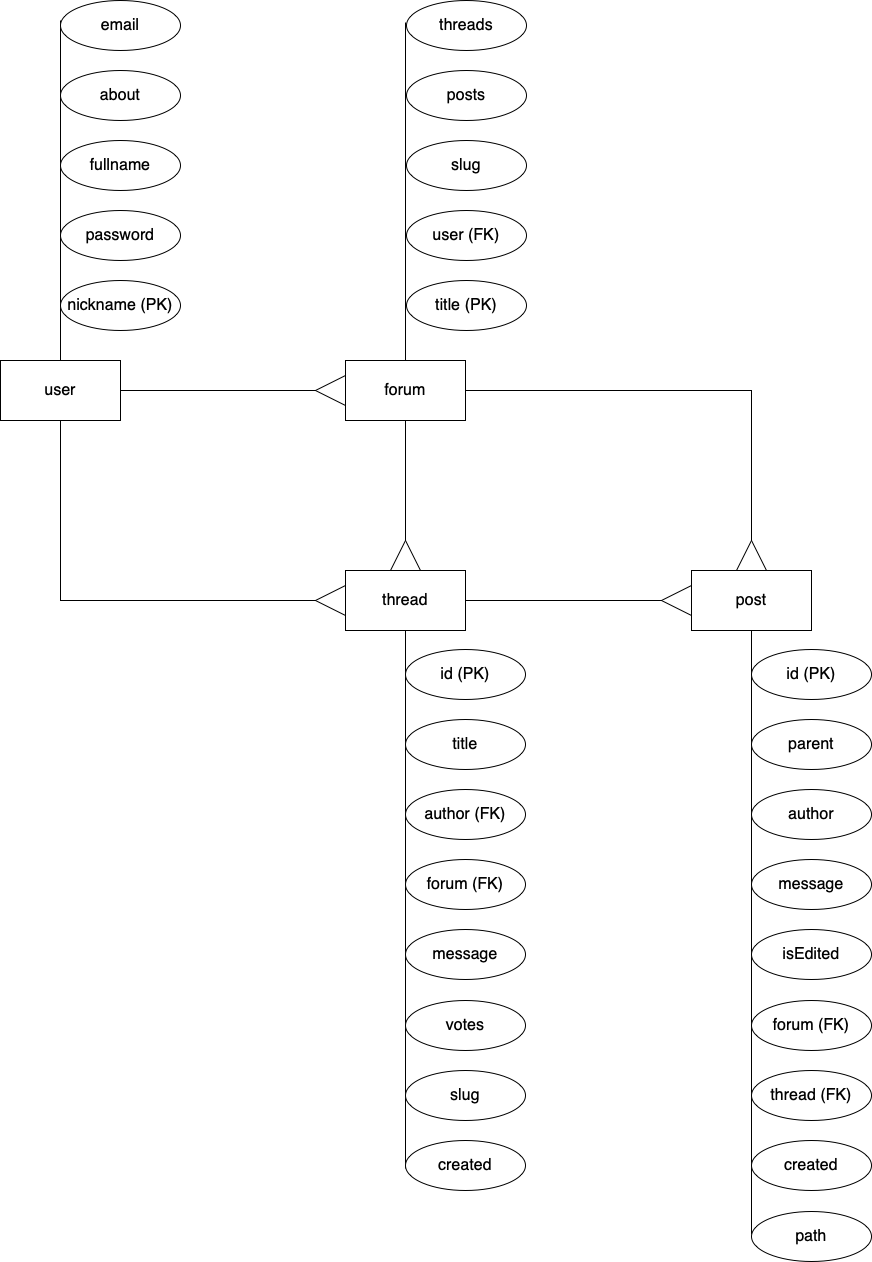 email
about
fullname
password
nickname (PK)
user
threads
posts
slug
user (FK)
title (PK)
forum
thread
id (PK)
title
author (FK)
forum (FK)
message
votes
slug
created
post
id (PK)
parent
author
message
isEdited
forum (FK)
thread (FK)
created
path